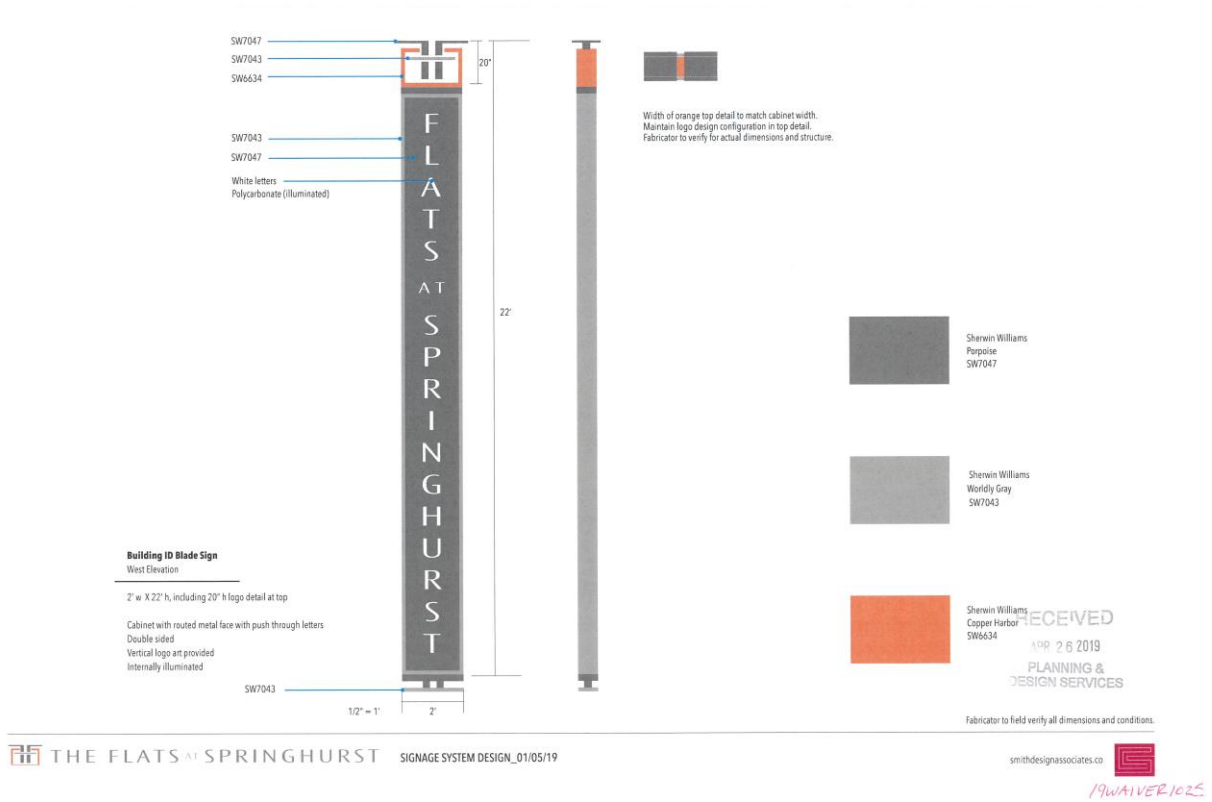 SW7047
SW7043
SW6634
20"
SW7043
SW7047
White letters
Polycarbonate (illuminated)
F
L
A
T
S
AT
S
P
R
I
N
G
H
U
R
S
T
22'
Width of orange top detail to match cabinet width.
Maintain logo design configuration in top detail.
Fabricator to verify for actual dimensions and structure.
Sherwin Williams
Porpoise
SW7047
Sherwin Williams
Worldly Gray
SW7043
Sherwin Williams
Copper Harbor
SW6634
RECEIVED
APR 26 2019
PLANNING &
DESIGN SERVICES
Building ID Blade Sign
West Elevation
2' w X 22' h, including 20" h logo detail at top
Cabinet with routed metal face with push through letters
Double sided
Vertical logo art provided
Internally illuminated
SW7043
1/2" = 1'
2'
Fabricator to field verify all dimensions and conditions.
THE FLATS AT SPRINGHURST
SIGNAGE SYSTEM DESIGN_01/05/19
smithdesignassociates.co
19WAIVER1025